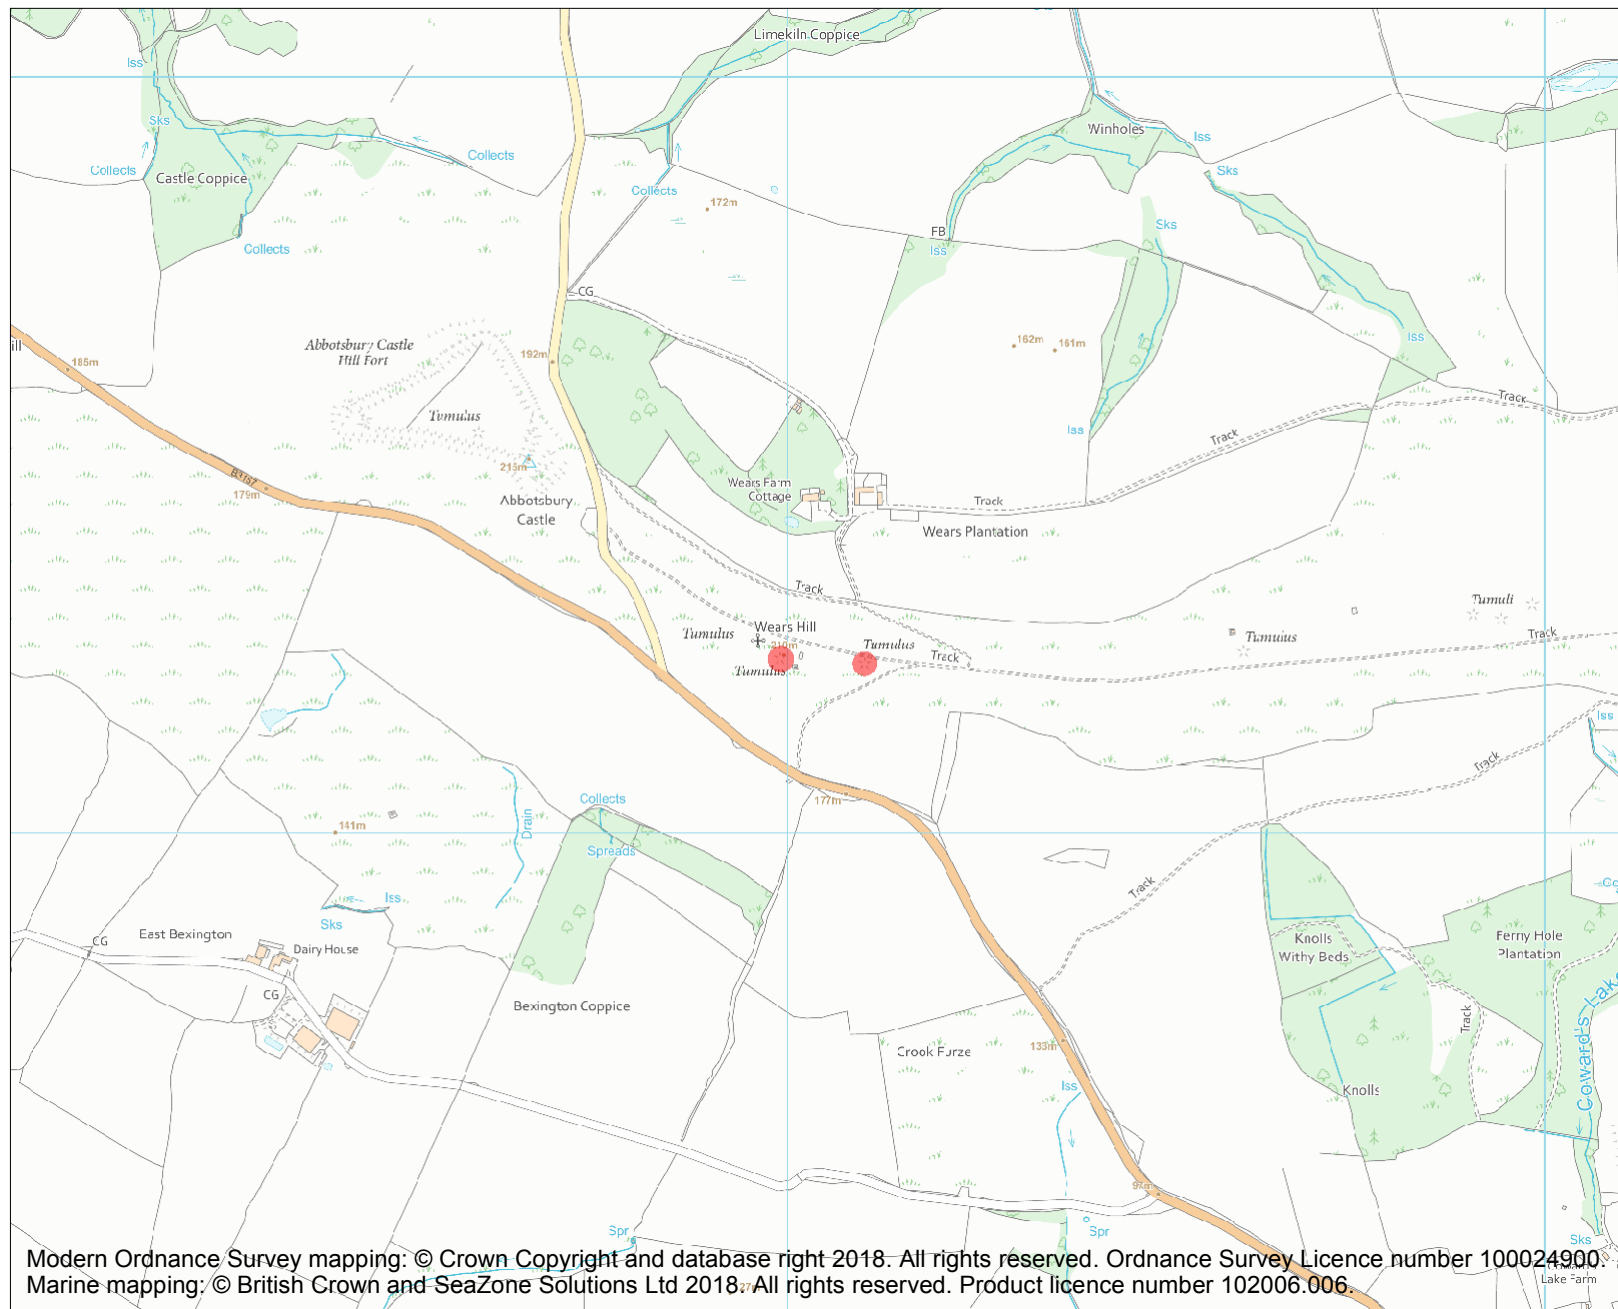 Limekiln Coppice
Iss
Sks
Collects
Castle Coppice
Collects
Collects
Collects
172m
Winholes
Iss
Sks
FB
Iss
Sks
CG
Iss
ill
185m
Abbotsbury Castle
Hill Fort
192m
162m
161m
Tumulus
Track
Iss
Track
215m
B3157
179m
Abbotsbury
Castle
Wears Farm
Cottage
Track
Wears Plantation
Track
Tumuli
Wears Hill
Tumulus
Tumulus
Track
Tumulus
Tumulus
Track
Iss
Track
177m
Collects
Drain
Spreads
141m
Iss
Sks
Track
East Bexington
CG
Dairy House
CG
Bexington Coppice
Knolls
Withy Beds
Ferny Hole
Plantation
Track
Coward's Lake
Crook Furze
133m
Iss
Knolls
97m
Spr
Spr
Sks
Modern Ordnance Survey mapping: © Crown Copyright and database right 2018. All rights reserved. Ordnance Survey Licence number 100024900.
Marine mapping: © British Crown and SeaZone Solutions Ltd 2018. All rights reserved. Product licence number 102006.006.
Lake Farm